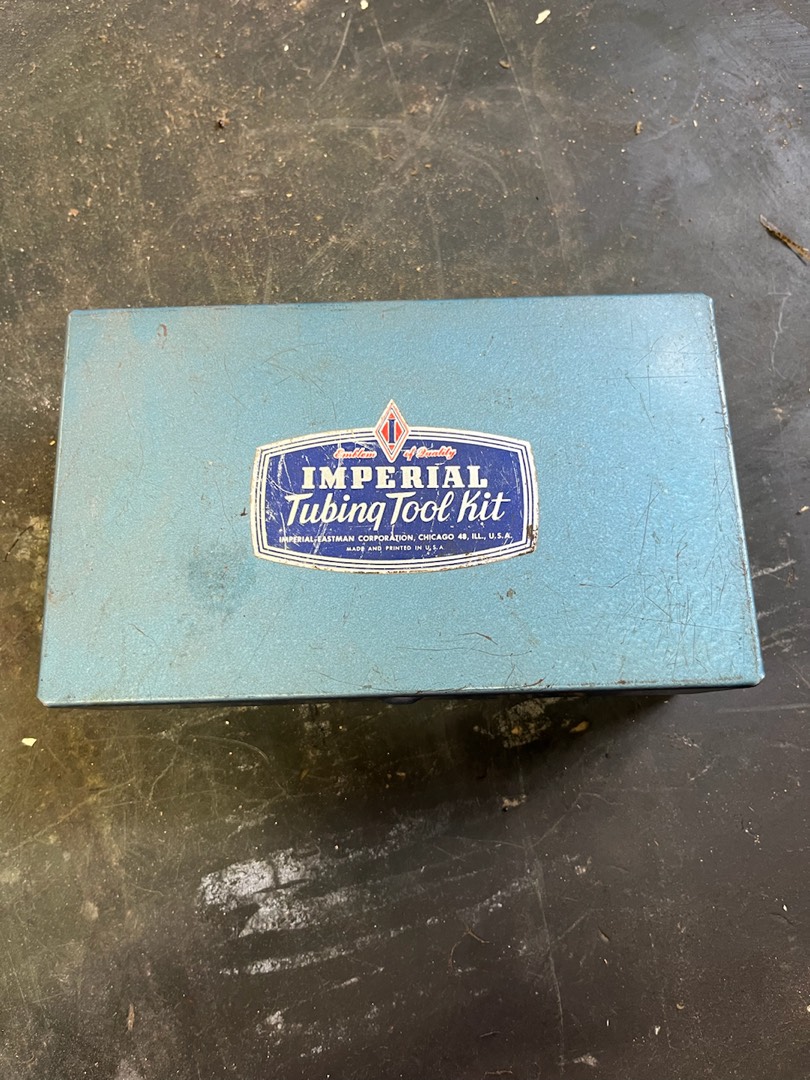 I
Emblem of Quality
IMPERIAL
Tubing Tool Kit
IMPERIAL-EASTMAN CORPORATION, CHICAGO 48, ILL., U.S.A.
MADE AND PRINTED IN U.S.A.